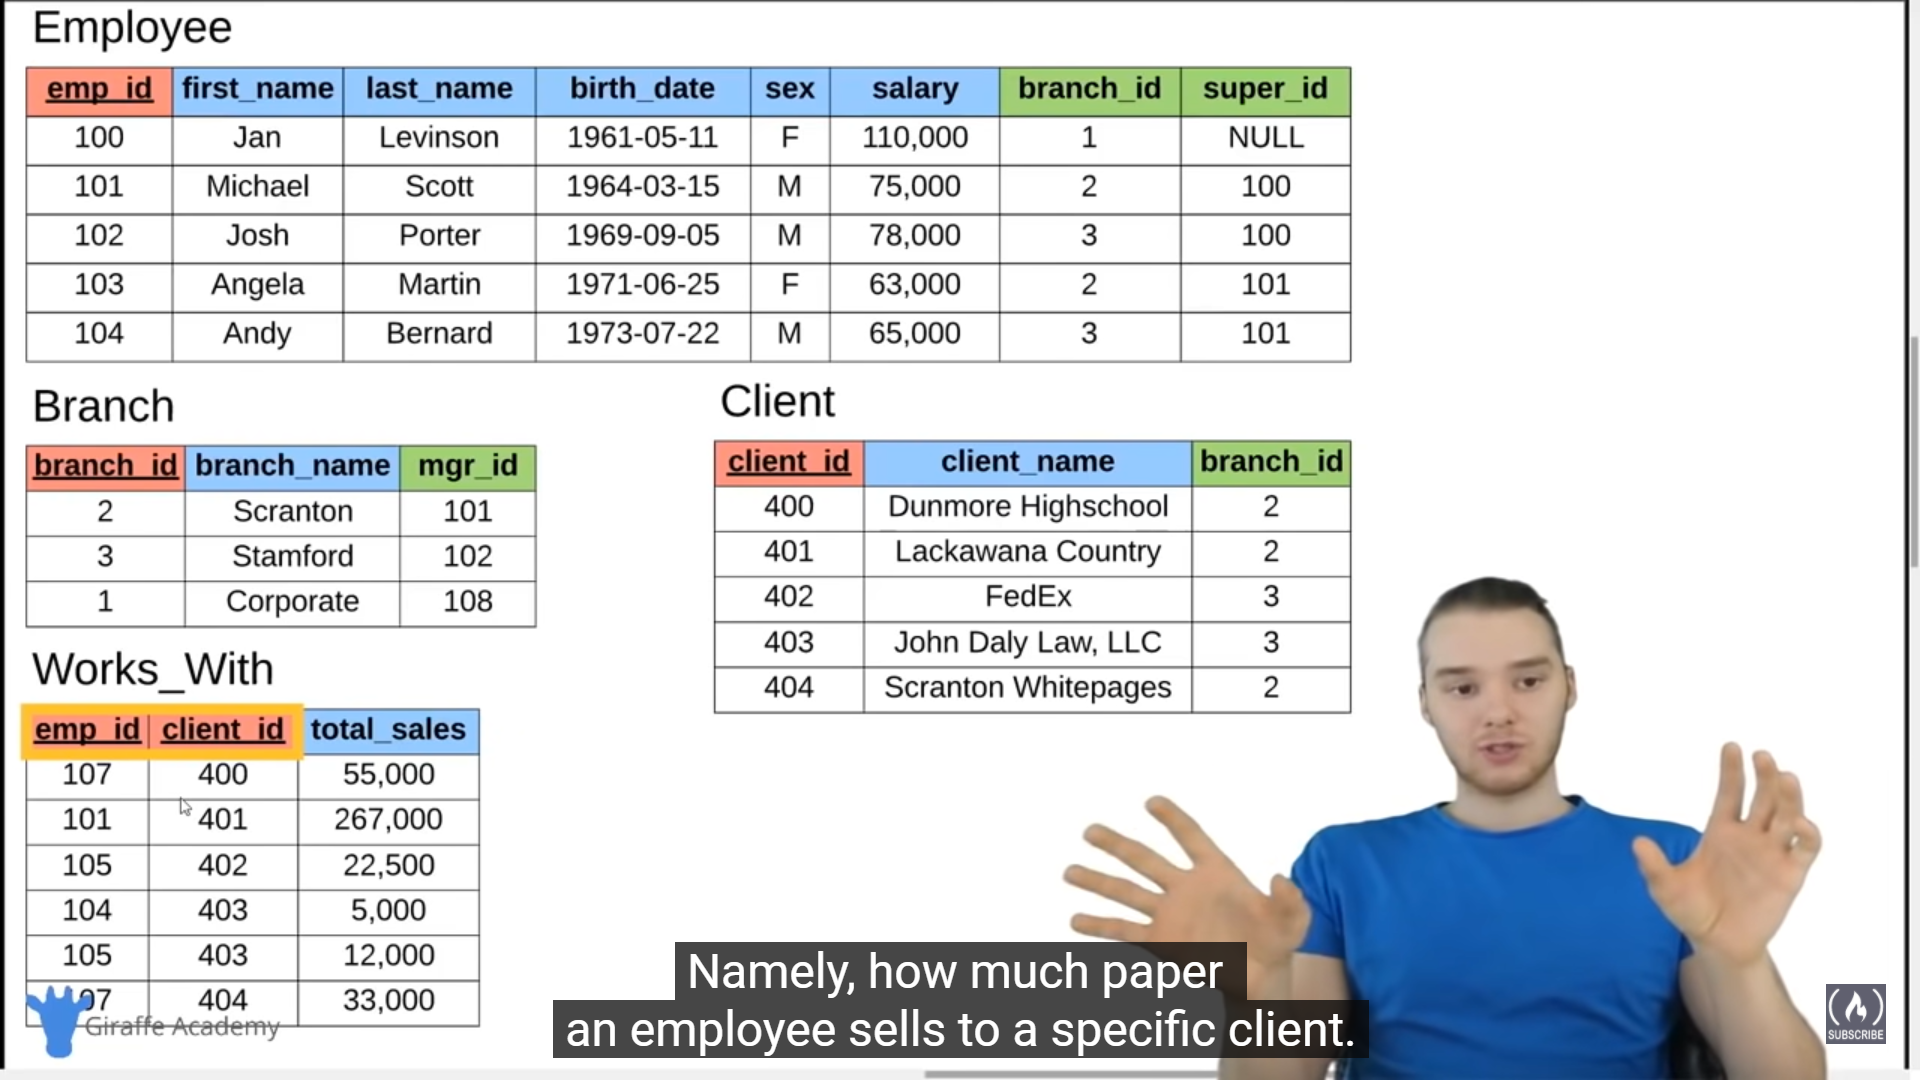 Employee
emp_id first_name last_name birth_date sex salary branch_id super_id
100 Jan Levinson 1961-05-11 F 110,000 1 NULL
101 Michael Scott 1964-03-15 M 75,000 2 100
102 Josh Porter 1969-09-05 M 78,000 3 100
103 Angela Martin 1971-06-25 F 63,000 2 101
104 Andy Bernard 1973-07-22 M 65,000 3 101
Branch
branch_id branch_name mgr_id
2 Scranton 101
3 Stamford 102
1 Corporate 108
Client
client_id client_name branch_id
400 Dunmore Highschool 2
401 Lackawana Country 2
402 FedEx 3
403 John Daly Law, LLC 3
404 Scranton Whitepages 2
Works_With
emp_id client_id total_sales
107 400 55,000
101 401 267,000
105 402 22,500
104 403 5,000
105 403 12,000
07 404 33,000
Giraffe Academy
Namely, how much paper
an employee sells to a specific client.
SUBSCRIBE